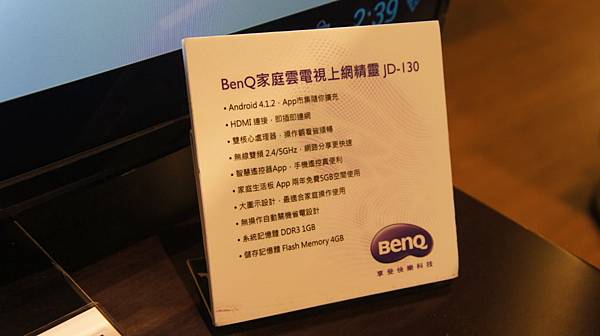 2:39
BenQ家庭雲電視上網精靈 JD-130
• Android 4.1.2，App市集隨你擴充
• HDMI 連接，即插即連網
• 雙核心處理器，操作觀看皆順暢
• 無線雙頻 2.4/5GHz，網路分享更快速
• 智慧遙控器App，手機遙控真便利
• 家庭生活板 App 兩年免費5GB空間使用
• 大圖示設計，最適合家庭操作使用
• 無操作自動關機省電設計
• 系統記憶體 DDR3 1GB
• 儲存記憶體 Flash Memory 4GB
BenQ
享受快樂科技